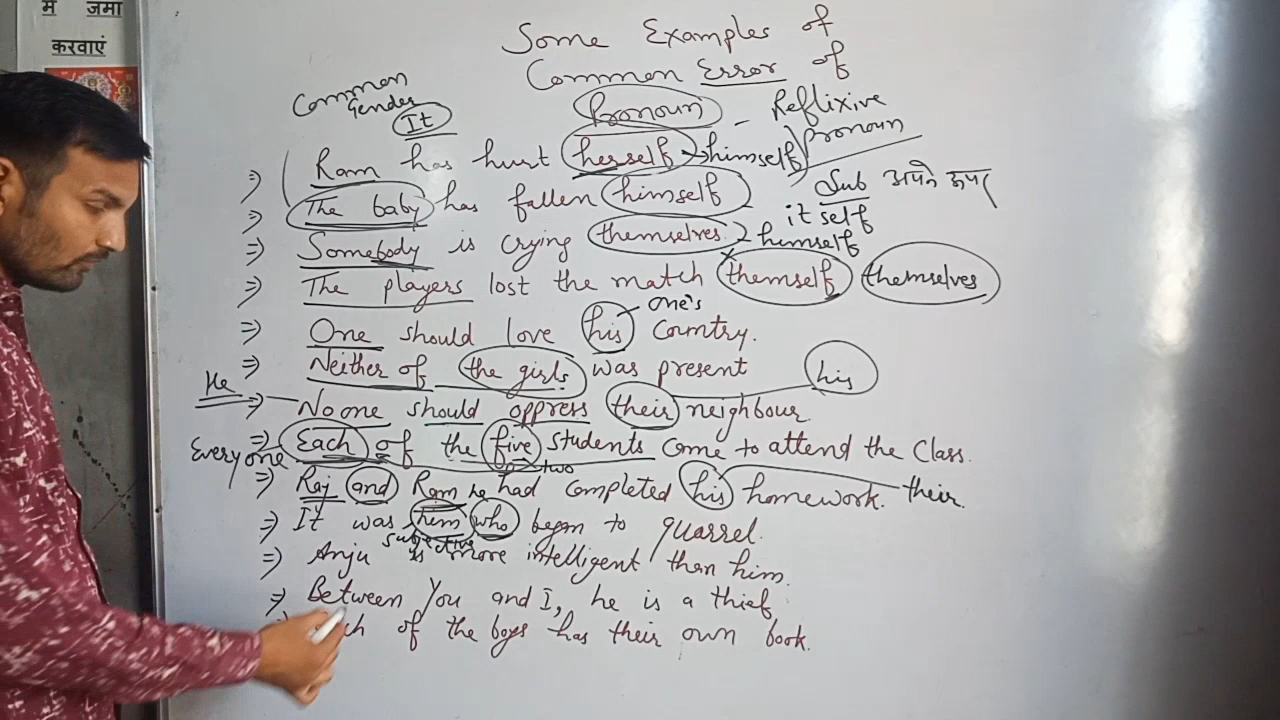 में जमा
करवाएं
Some Examples of
Common Error of
Pronoun
Common
Gender
It
- Reflixive
pronoun
⇒ Ram has hurt herself → himself
Sub अपने ऊपर
⇒ The baby has fallen himself
itself
⇒ Somebody is crying themselves - himself
⇒ The players lost the match themself themselves
one's
⇒ One should love his Country.
⇒ Neither of the girls was present
his
He
⇒ No one should oppress their neighbour
⇒ Each of the five students come to attend the Class.
Everyone
two
⇒ Raj and Ram had completed his homework. their
he
⇒ It was them who began to quarrel.
subjective
⇒ Anju is more intelligent than him.
⇒ Between You and I, he is a thief
of the boys has their own book.